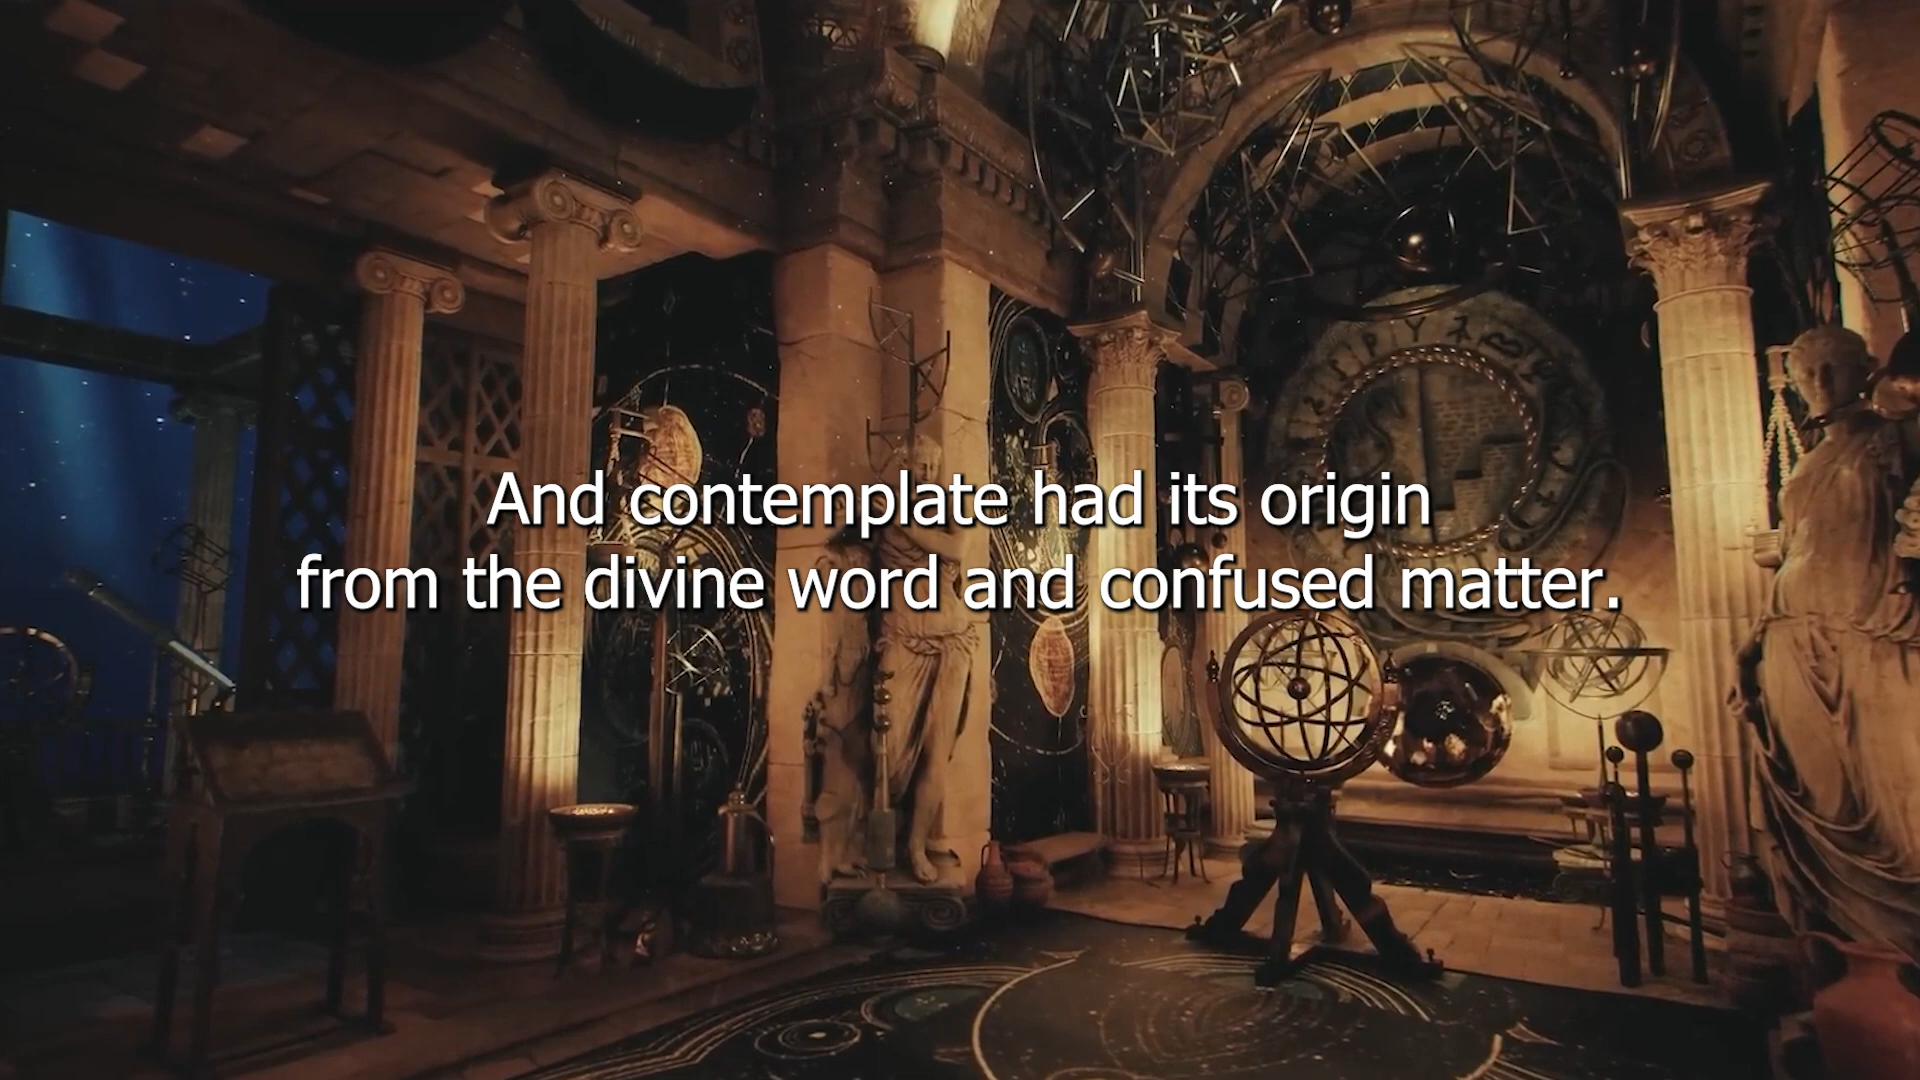 And contemplate had its origin
from the divine word and confused matter.